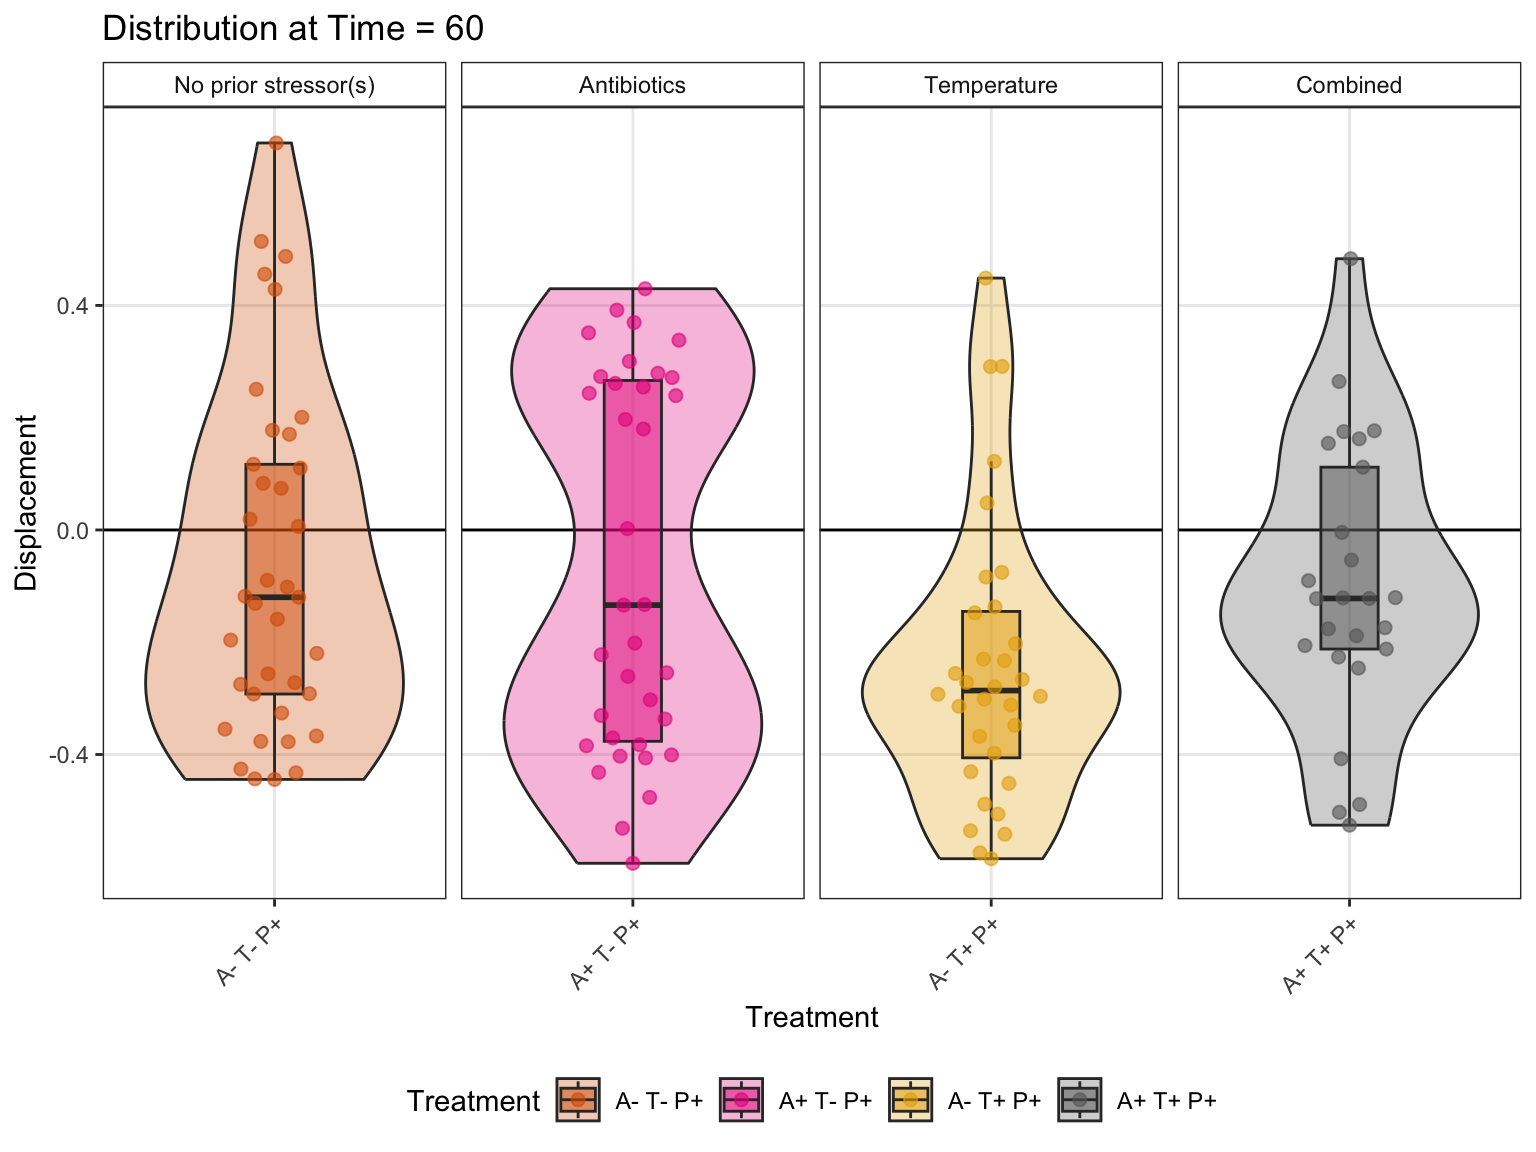 Distribution at Time = 60
No prior stressor(s)
Antibiotics
Temperature
Combined
Displacement
0.4
0.0
-0.4
A- T- P+
A+ T- P+
A- T+ P+
A+ T+ P+
Treatment
Treatment A- T- P+ A+ T- P+ A- T+ P+ A+ T+ P+